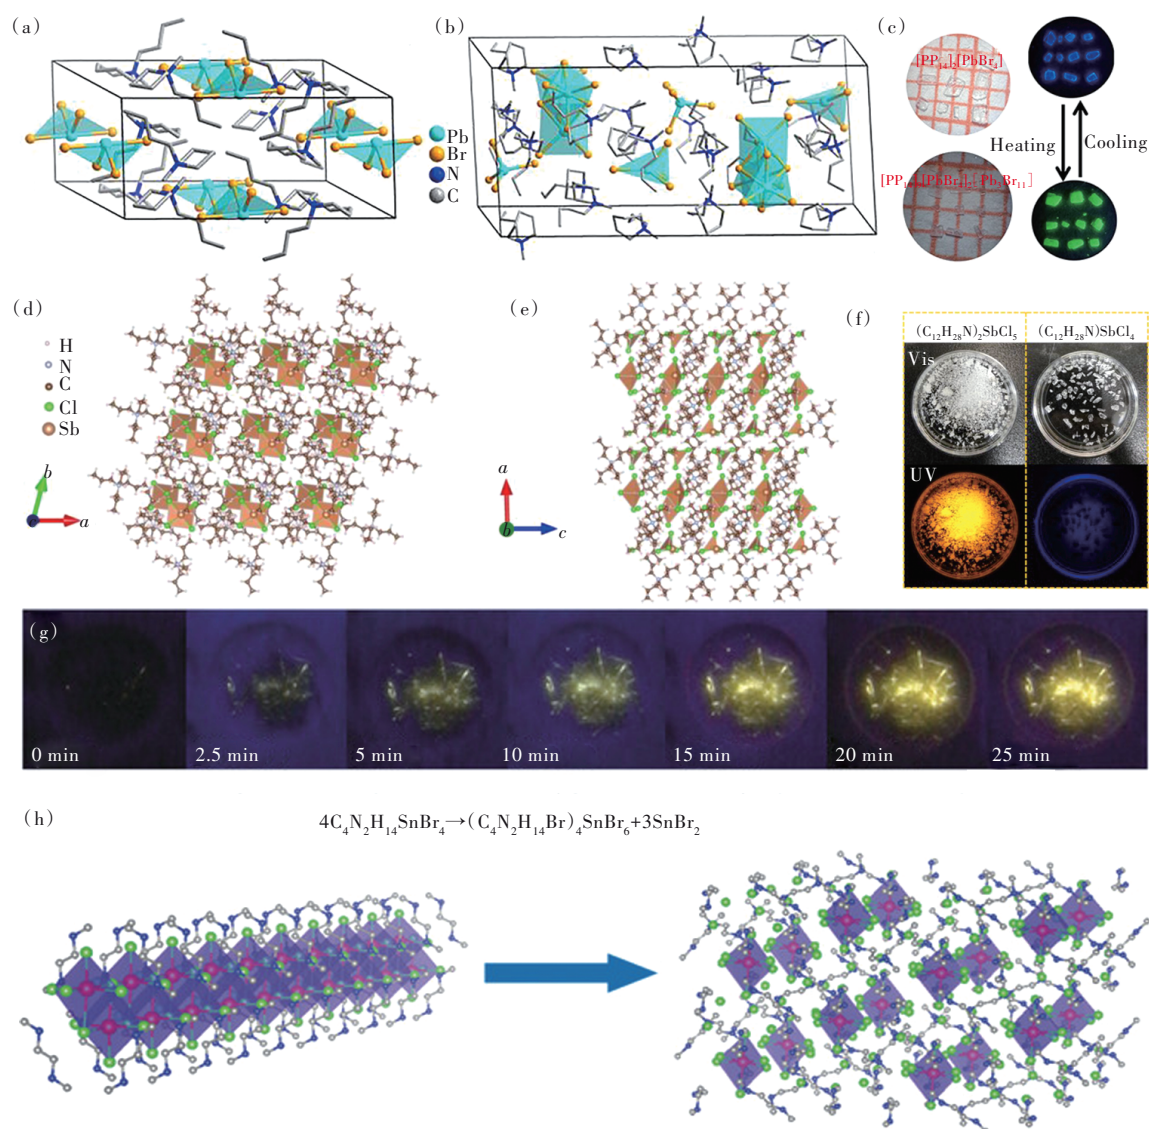 (a)
(b)
(c)
Pb
Br
N
C
[PP₁₄]₂[PbBr₄]
Heating
Cooling
(d)
H
N
C
Cl
Sb
b
c
a
(e)
a
b
c
(f)
(C₁₂H₂₈N)₂SbCl₅
(C₁₂H₂₈N)SbCl₄
Vis
UV
(g)
0 min
2.5 min
5 min
10 min
15 min
20 min
25 min
(h)
4C₄N₂H₁₄SnBr₄→(C₄N₂H₁₄Br)₄SnBr₆+3SnBr₂